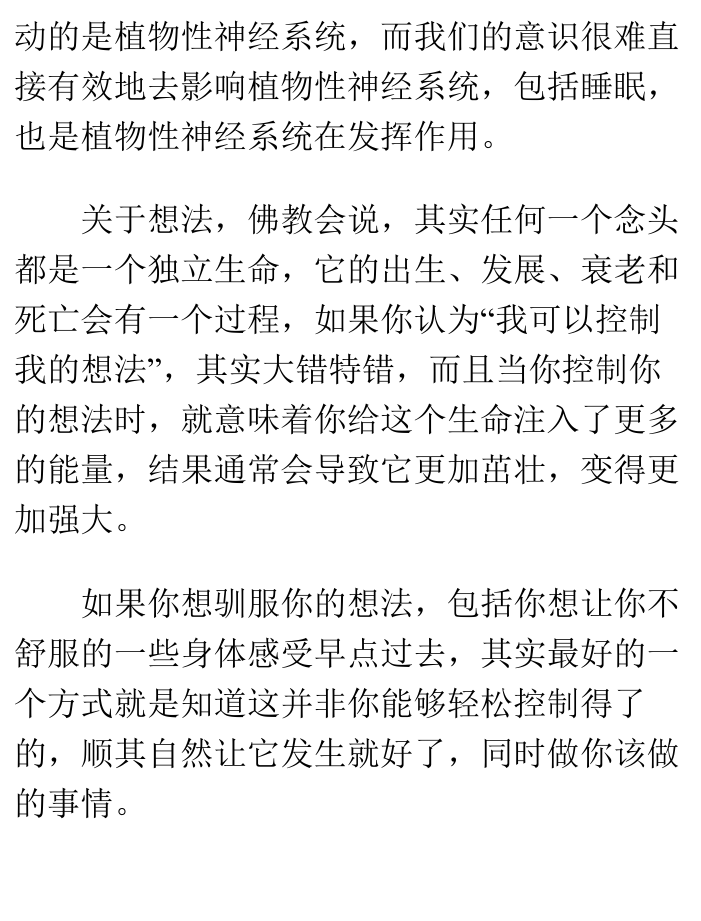 动的是植物性神经系统，而我们的意识很难直
接有效地去影响植物性神经系统，包括睡眠，
也是植物性神经系统在发挥作用。
关于想法，佛教会说，其实任何一个念头
都是一个独立生命，它的出生、发展、衰老和
死亡会有一个过程，如果你认为“我可以控制
我的想法”，其实大错特错，而且当你控制你
的想法时，就意味着你给这个生命注入了更多
的能量，结果通常会导致它更加茁壮，变得更
加强大。
如果你想驯服你的想法，包括你想让你不
舒服的一些身体感受早点过去，其实最好的一
个方式就是知道这并非你能够轻松控制得了
的，顺其自然让它发生就好了，同时做你该做
的事情。